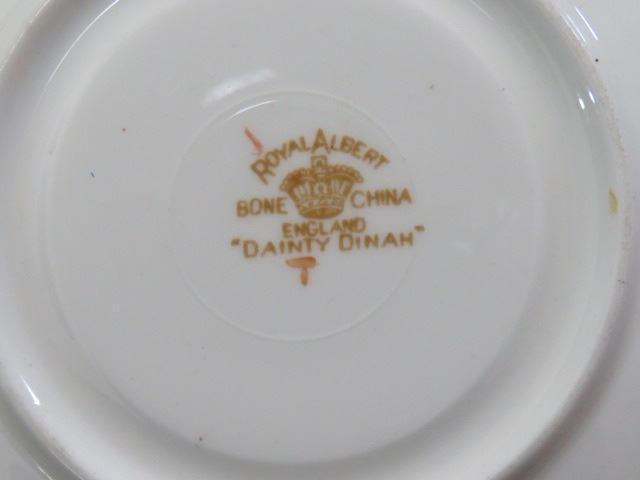 ROYAL ALBERT
BONE CHINA
ENGLAND
"DAINTY DINAH"
T